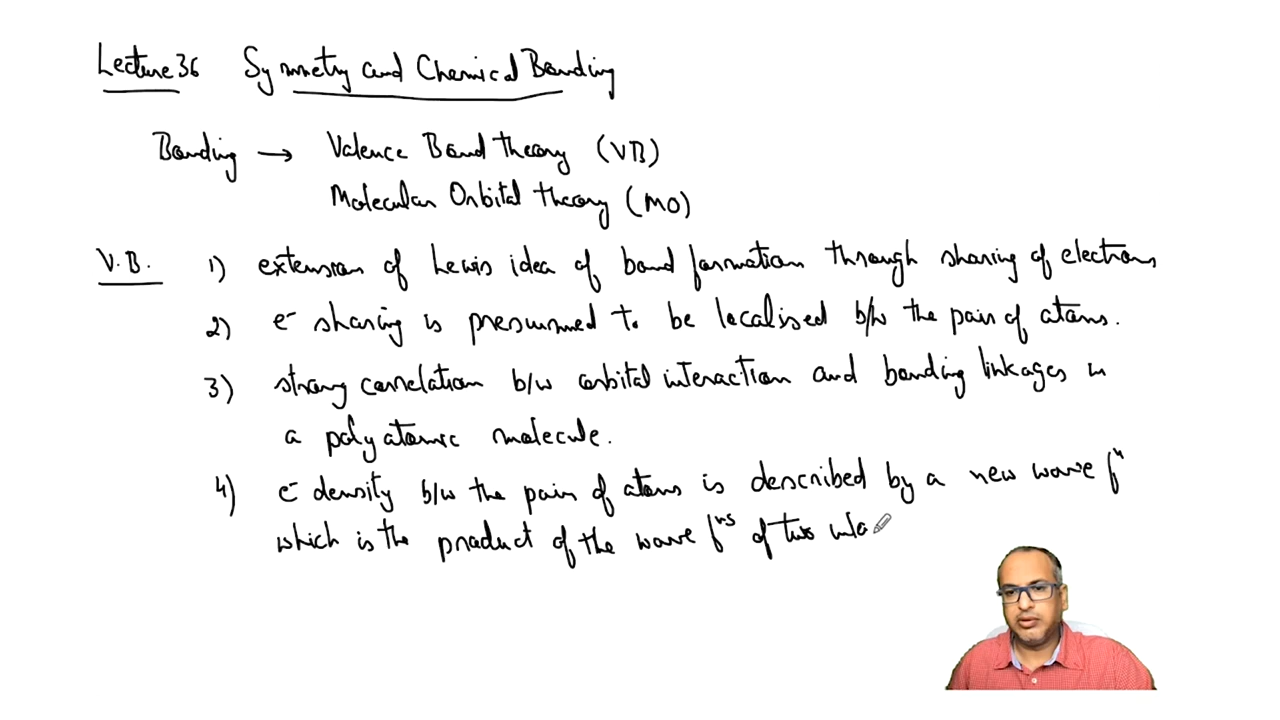 Lecture 36 Symmetry and Chemical Bonding
Bonding → Valence Bond theory (VB)
Molecular Orbital theory (MO)
V.B. 1) extension of Lewis idea of bond formation through sharing of electrons
2) e⁻ sharing is presumed to be localised b/w the pair of atoms.
3) strong correlation b/w orbital interaction and bonding linkages in
a polyatomic molecule.
4) e⁻ density b/w the pair of atoms is described by a new wave fⁿ
which is the product of the wave fⁿˢ of two